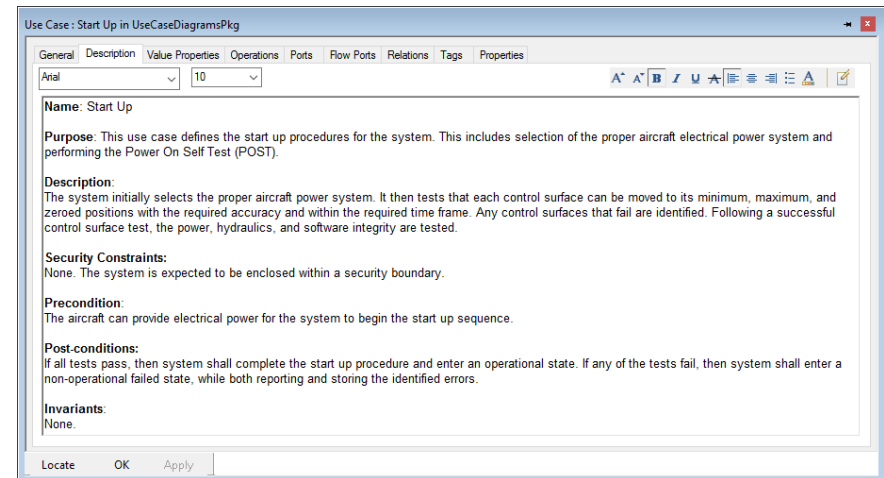 Use Case : Start Up in UseCaseDiagramsPkg
General Description Value Properties Operations Ports Flow Ports Relations Tags Properties
Arial 10 A A B I U A A
Name: Start Up
Purpose: This use case defines the start up procedures for the system. This includes selection of the proper aircraft electrical power system and
performing the Power On Self Test (POST).
Description:
The system initially selects the proper aircraft power system. It then tests that each control surface can be moved to its minimum, maximum, and
zeroed positions with the required accuracy and within the required time frame. Any control surfaces that fail are identified. Following a successful
control surface test, the power, hydraulics, and software integrity are tested.
Security Constraints:
None. The system is expected to be enclosed within a security boundary.
Precondition:
The aircraft can provide electrical power for the system to begin the start up sequence.
Post-conditions:
If all tests pass, then system shall complete the start up procedure and enter an operational state. If any of the tests fail, then system shall enter a
non-operational failed state, while both reporting and storing the identified errors.
Invariants:
None.
Locate OK Apply